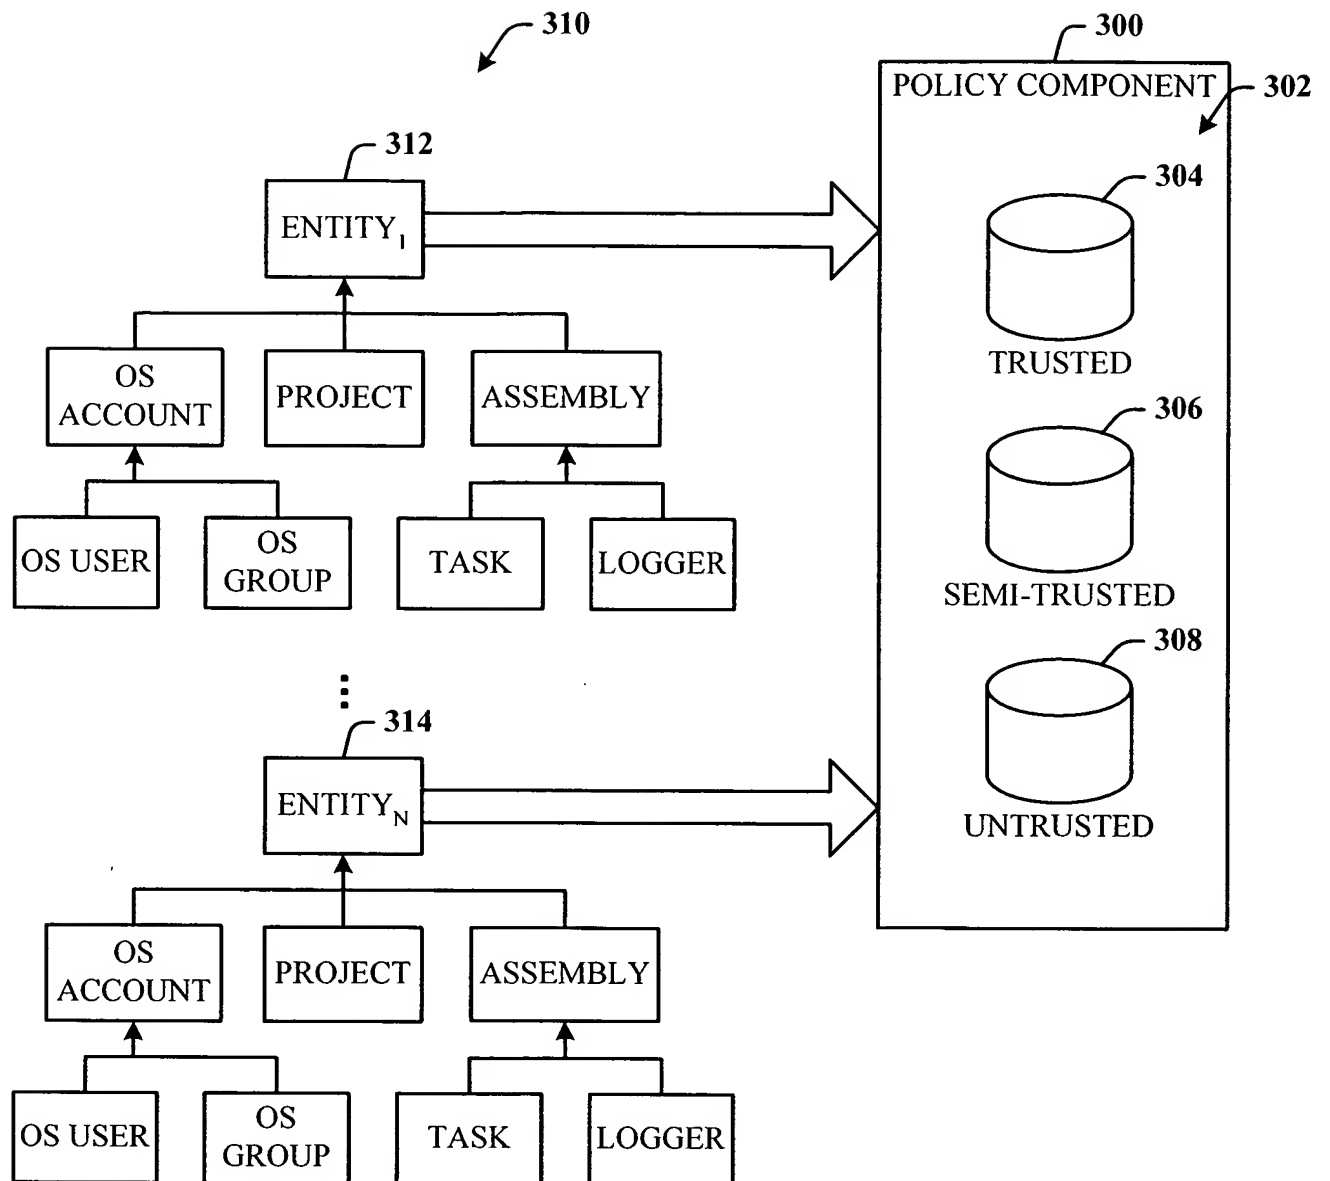 310
300
POLICY COMPONENT
302
312
304
ENTITY1
TRUSTED
OS
ACCOUNT
PROJECT
ASSEMBLY
306
OS USER
OS
GROUP
TASK
LOGGER
SEMI-TRUSTED
308
...
314
ENTITYN
UNTRUSTED
OS
ACCOUNT
PROJECT
ASSEMBLY
OS USER
OS
GROUP
TASK
LOGGER